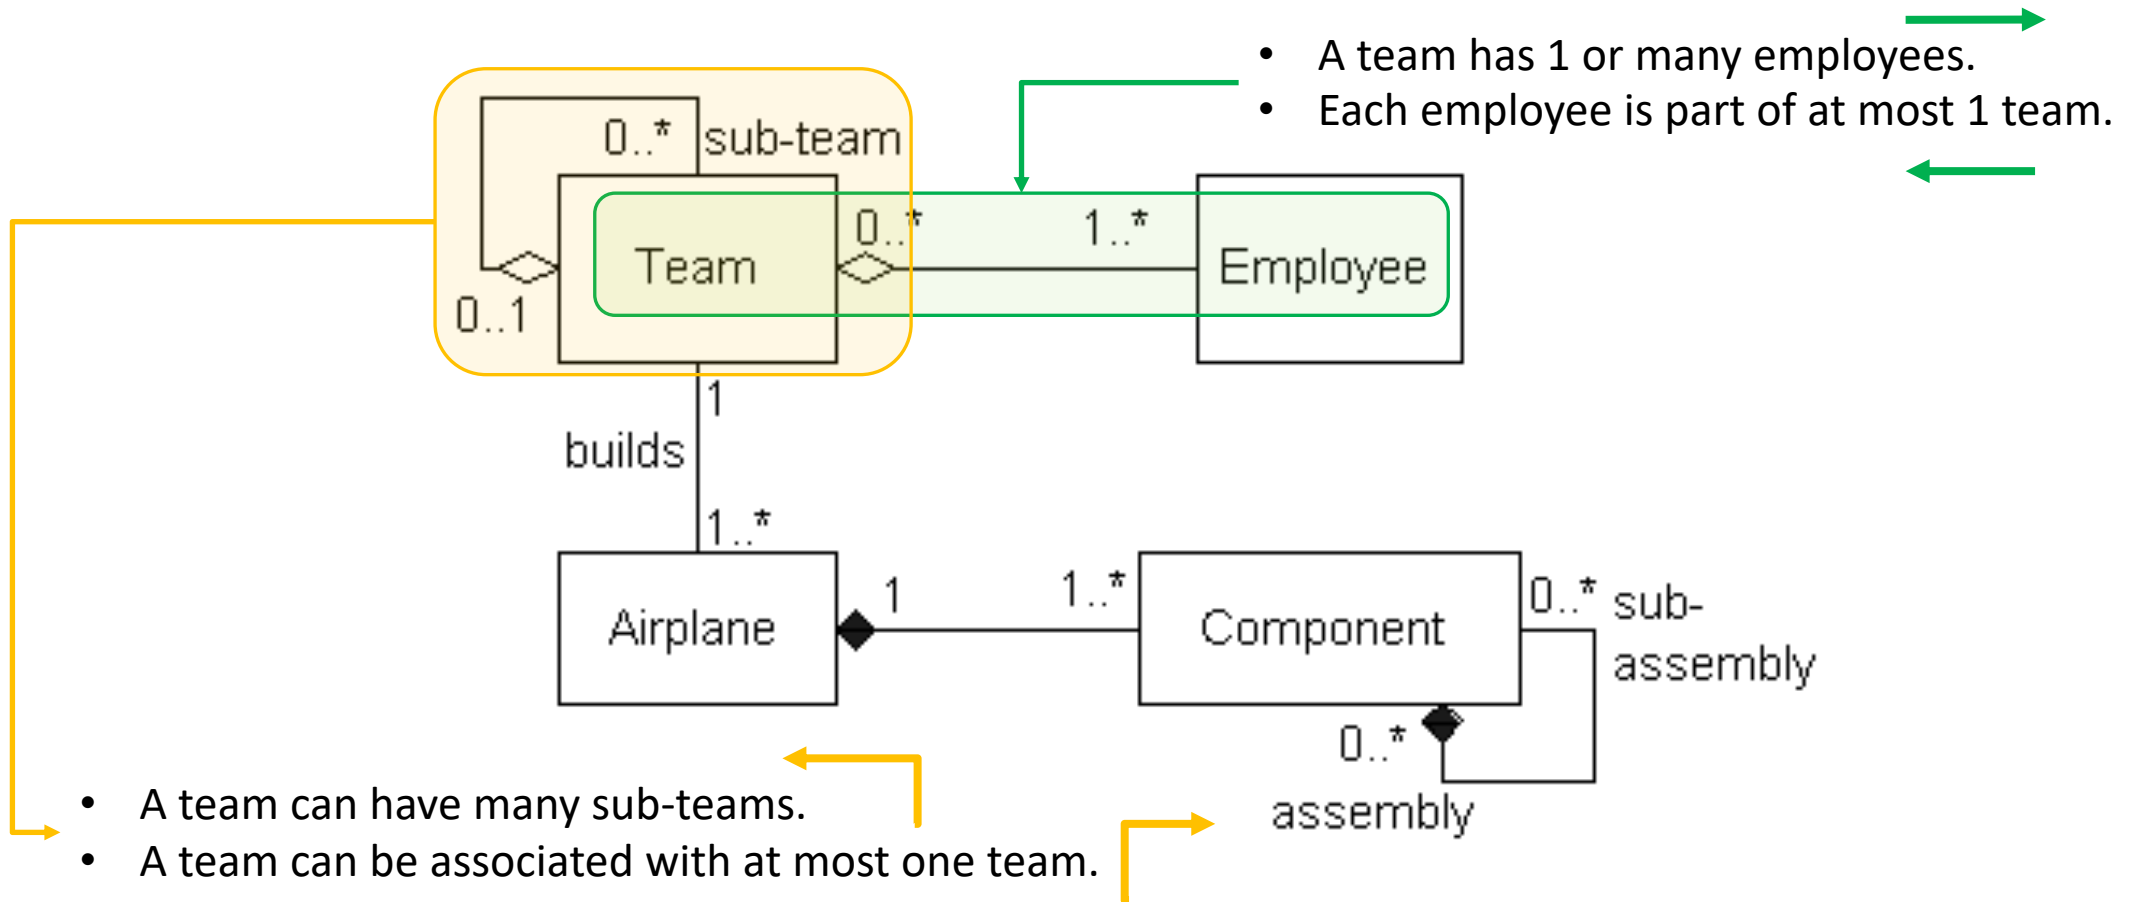 • A team has 1 or many employees.
• Each employee is part of at most 1 team.
0..* sub-team
0..* 1..*
Team
Employee
0..1
1
builds
1..*
1 1..*
0..* sub-
assembly
Airplane
Component
0..*
assembly
• A team can have many sub-teams.
• A team can be associated with at most one team.